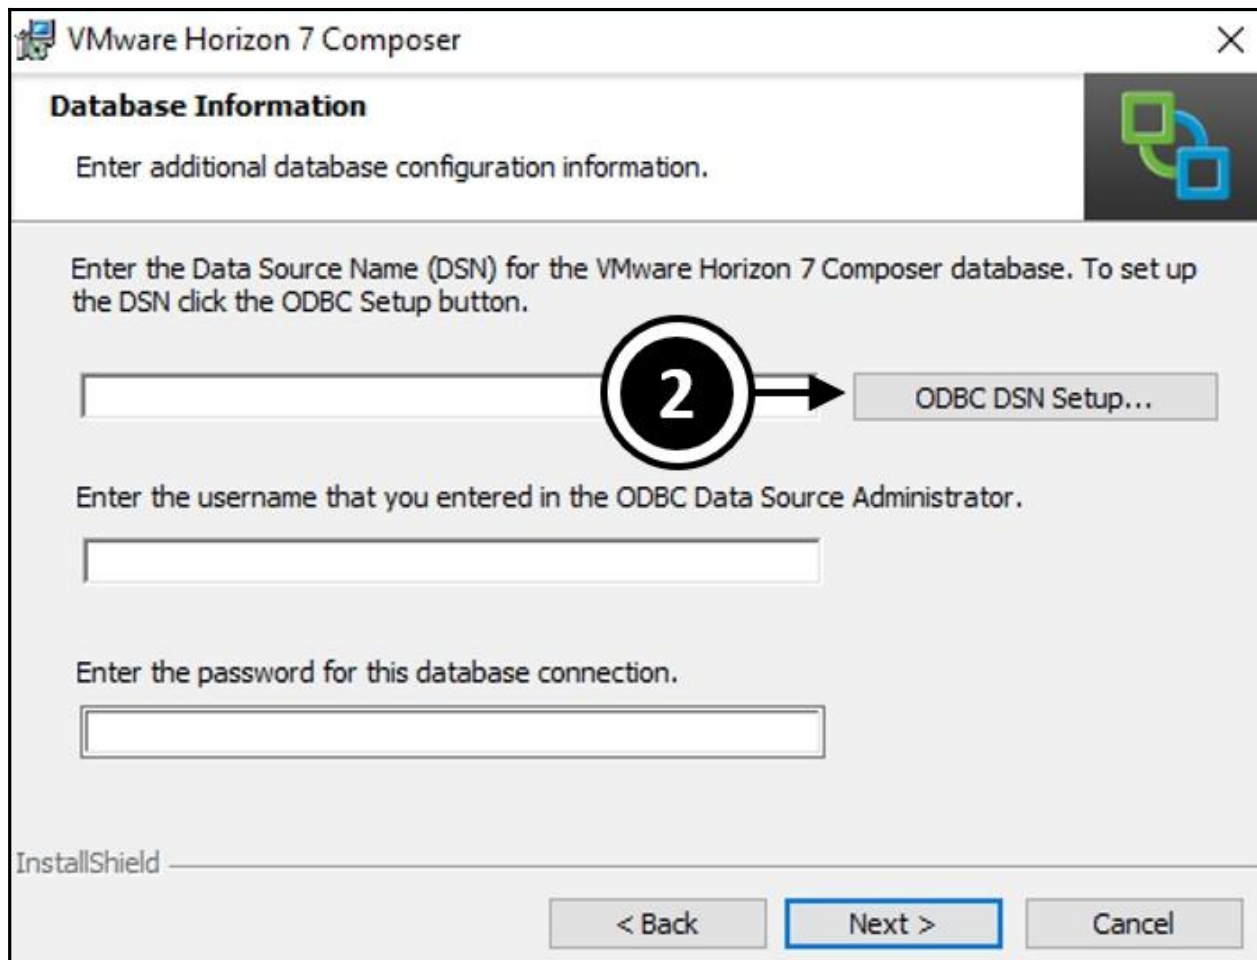 VMware Horizon 7 Composer
Database Information
Enter additional database configuration information.
Enter the Data Source Name (DSN) for the VMware Horizon 7 Composer database. To set up
the DSN click the ODBC Setup button.
2
ODBC DSN Setup...
Enter the username that you entered in the ODBC Data Source Administrator.
Enter the password for this database connection.
InstallShield
< Back
Next >
Cancel